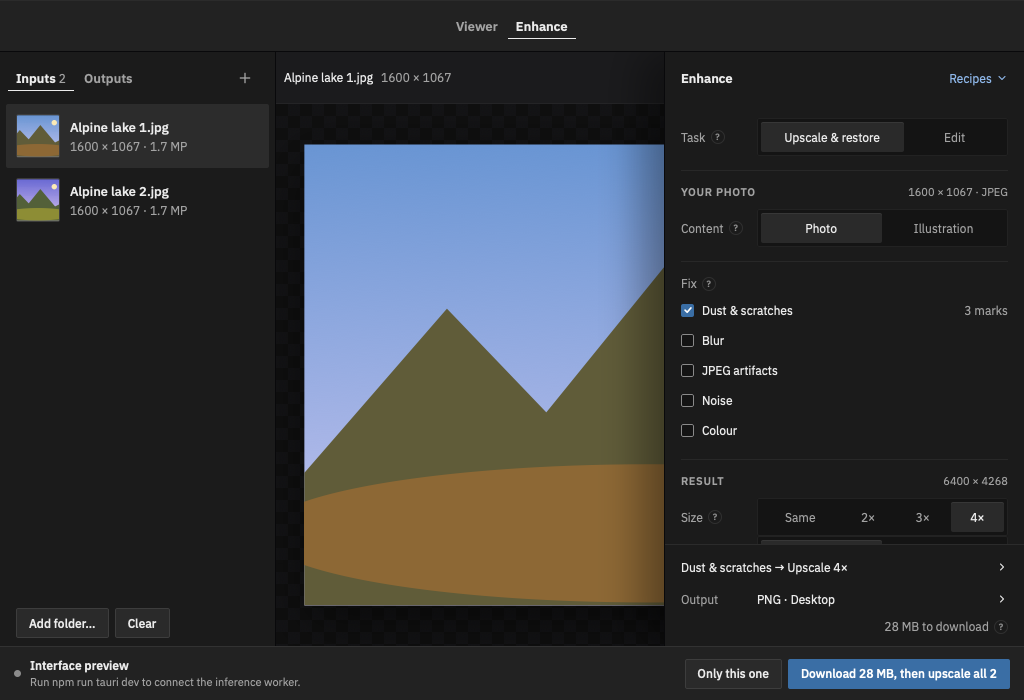 Viewer Enhance
Inputs 2 Outputs +
Alpine lake 1.jpg
1600 × 1067 · 1.7 MP
Alpine lake 2.jpg
1600 × 1067 · 1.7 MP
Add folder... Clear
Alpine lake 1.jpg 1600 × 1067
Enhance Recipes
Task ? Upscale & restore Edit
YOUR PHOTO 1600 × 1067 · JPEG
Content ? Photo Illustration
Fix ?
Dust & scratches 3 marks
Blur
JPEG artifacts
Noise
Colour
RESULT 6400 × 4268
Size ? Same 2× 3× 4×
Dust & scratches → Upscale 4×
Output PNG · Desktop
28 MB to download ?
Interface preview
Run npm run tauri dev to connect the inference worker.
Only this one Download 28 MB, then upscale all 2